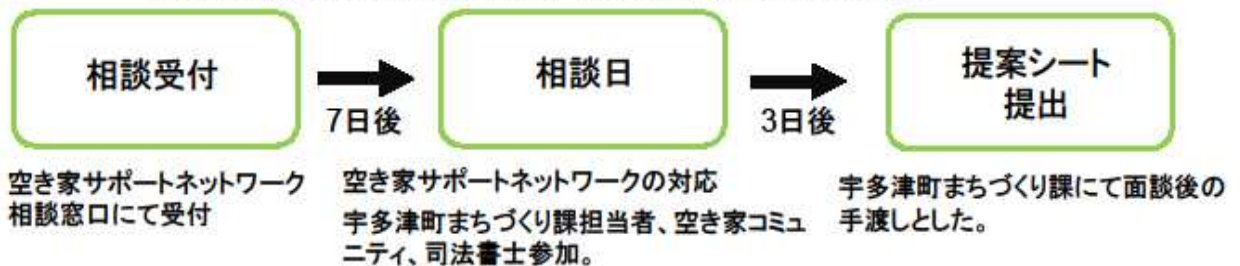 相談受付
7日後
相談日
3日後
提案シート
提出
空き家サポートネットワーク
相談窓口にて受付
空き家サポートネットワークの対応
宇多津町まちづくり課担当者、空き家コミュ
ニティ、司法書士参加。
宇多津町まちづくり課にて面談後の
手渡しとした。